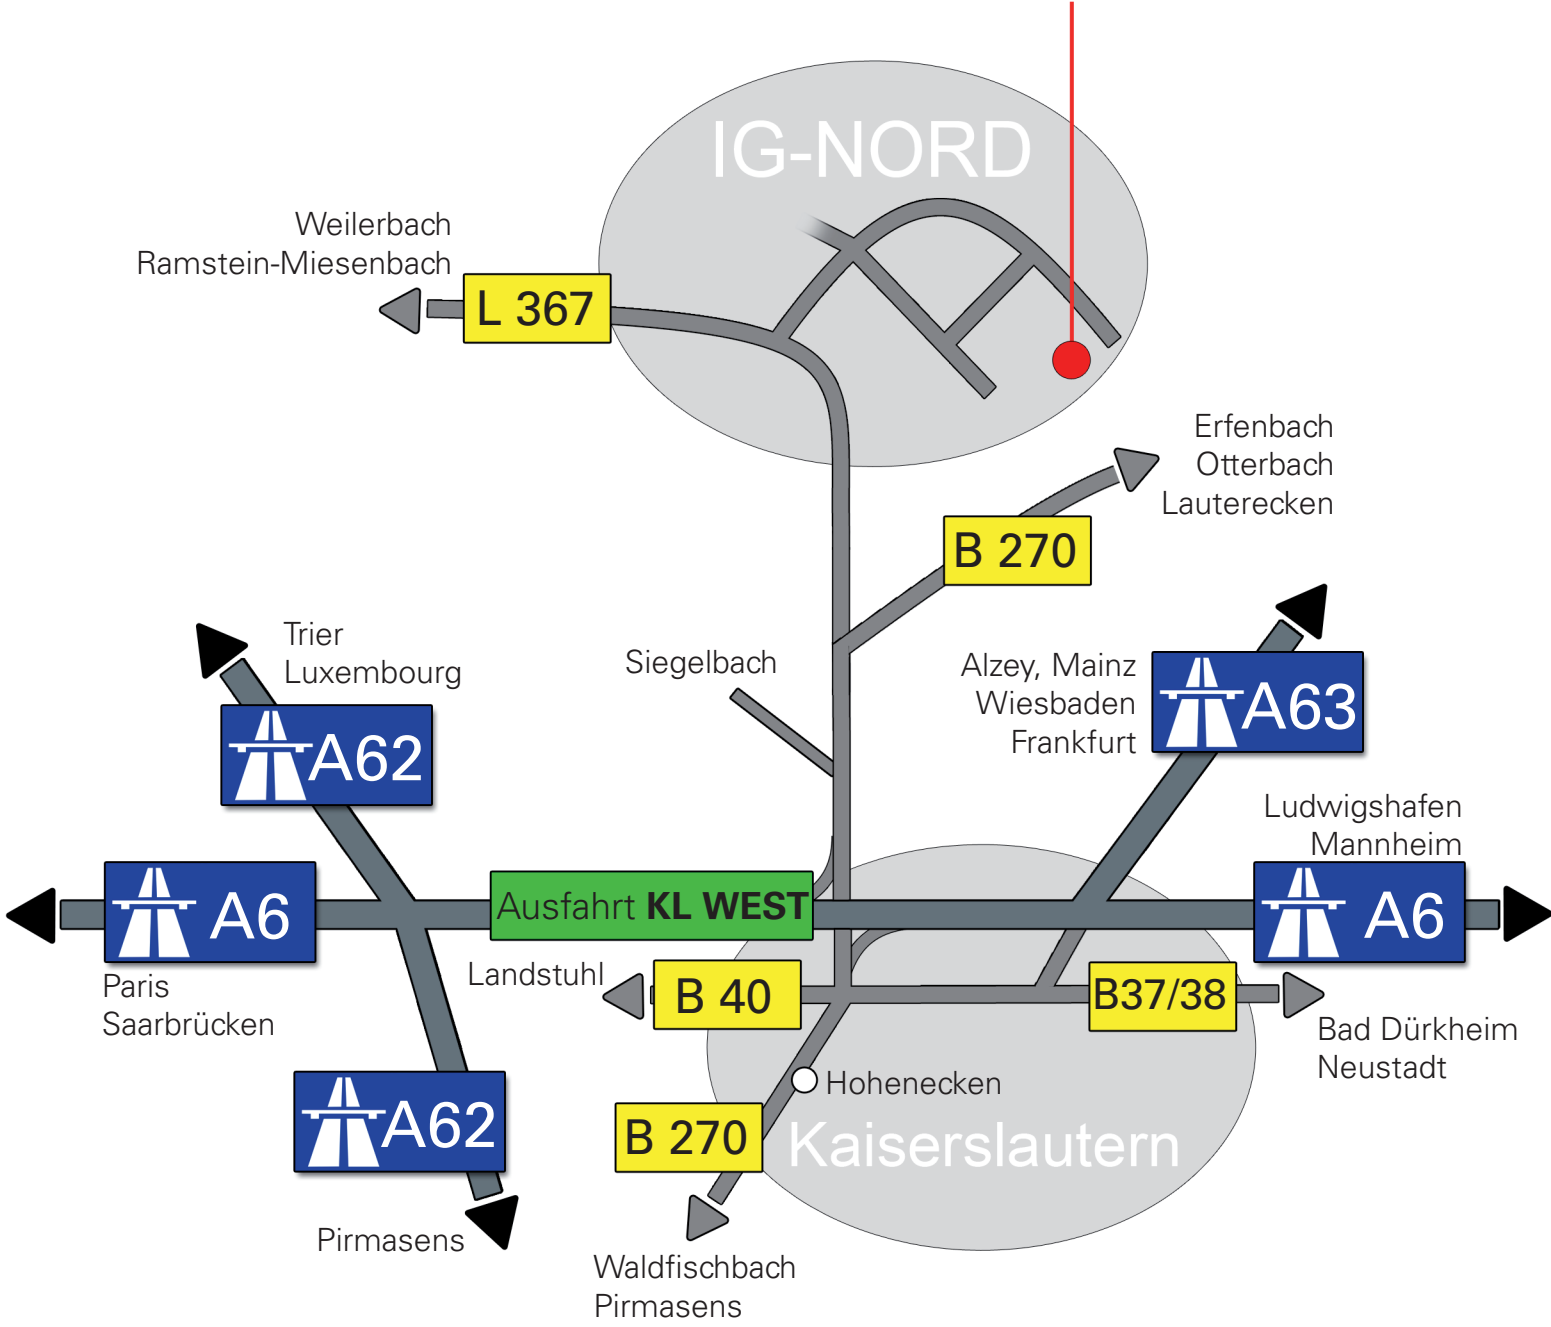 IG-NORD
Weilerbach
Ramstein-Miesenbach
L 367
Erfenbach
Otterbach
Lauterecken
B 270
Trier
Luxembourg
Siegelbach
Alzey, Mainz
Wiesbaden
Frankfurt
A63
A62
Ludwigshafen
Mannheim
A6
Ausfahrt KL WEST
A6
Paris
Saarbrücken
Landstuhl
B 40
B37/38
Bad Dürkheim
Neustadt
Hohenecken
A62
B 270
Kaiserslautern
Pirmasens
Waldfischbach
Pirmasens